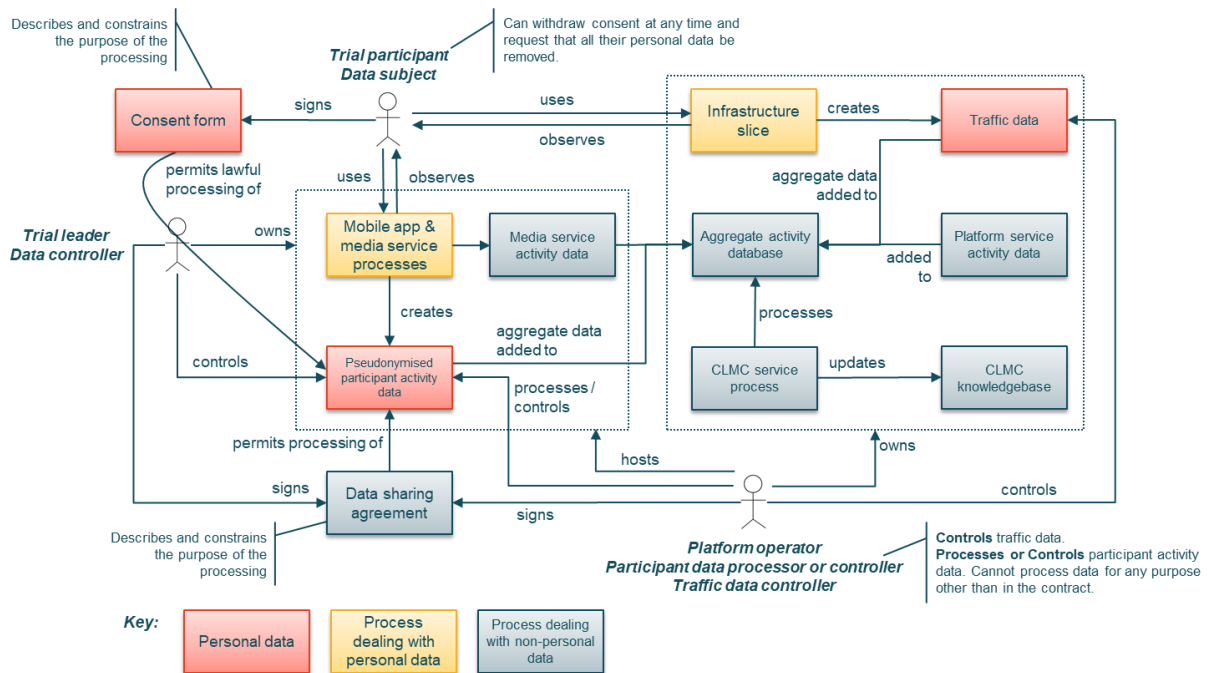 Describes and constrains
the purpose of the
processing
Can withdraw consent at any time and
request that all their personal data be
removed.
Trial participant
Data subject
Consent form
signs
uses
observes
Infrastructure
slice
creates
Traffic data
permits lawful
processing of
uses
observes
aggregate data
added to
Trial leader
Data controller
owns
Mobile app &
media service
processes
Media service
activity data
Aggregate activity
database
Platform service
activity data
added
to
creates
processes
aggregate data
added to
controls
Pseudonymised
participant activity
data
processes /
controls
CLMC service
process
updates
CLMC
knowledgebase
permits processing of
hosts
owns
signs
Data sharing
agreement
signs
controls
Describes and constrains
the purpose of the
processing
Platform operator
Participant data processor or controller
Traffic data controller
Controls traffic data.
Processes or Controls participant activity
data. Cannot process data for any purpose
other than in the contract.
Key:
Personal data
Process
dealing with
personal data
Process dealing
with non-personal
data